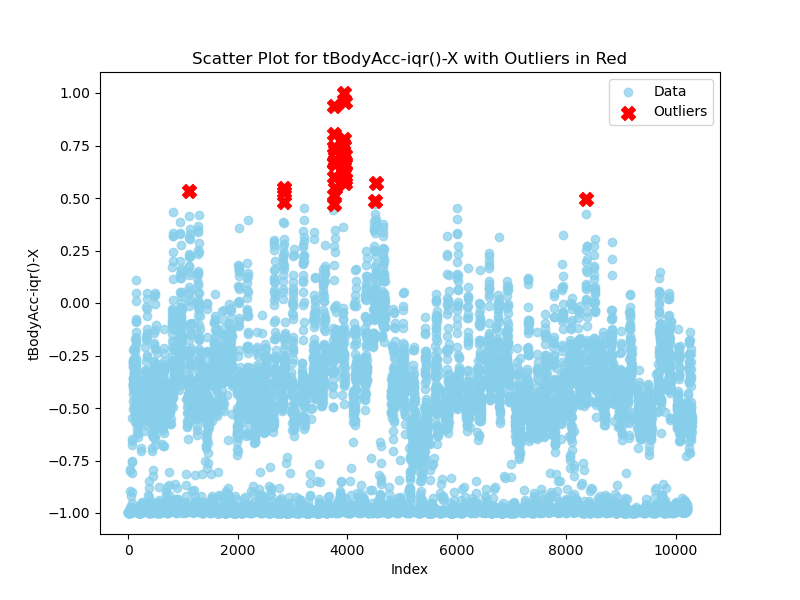 Scatter Plot for tBodyAcc-iqr()-X with Outliers in Red
Data
Outliers
1.00
0.75
0.50
0.25
0.00
−0.25
−0.50
−0.75
−1.00
tBodyAcc-iqr()-X
0 2000 4000 6000 8000 10000
Index